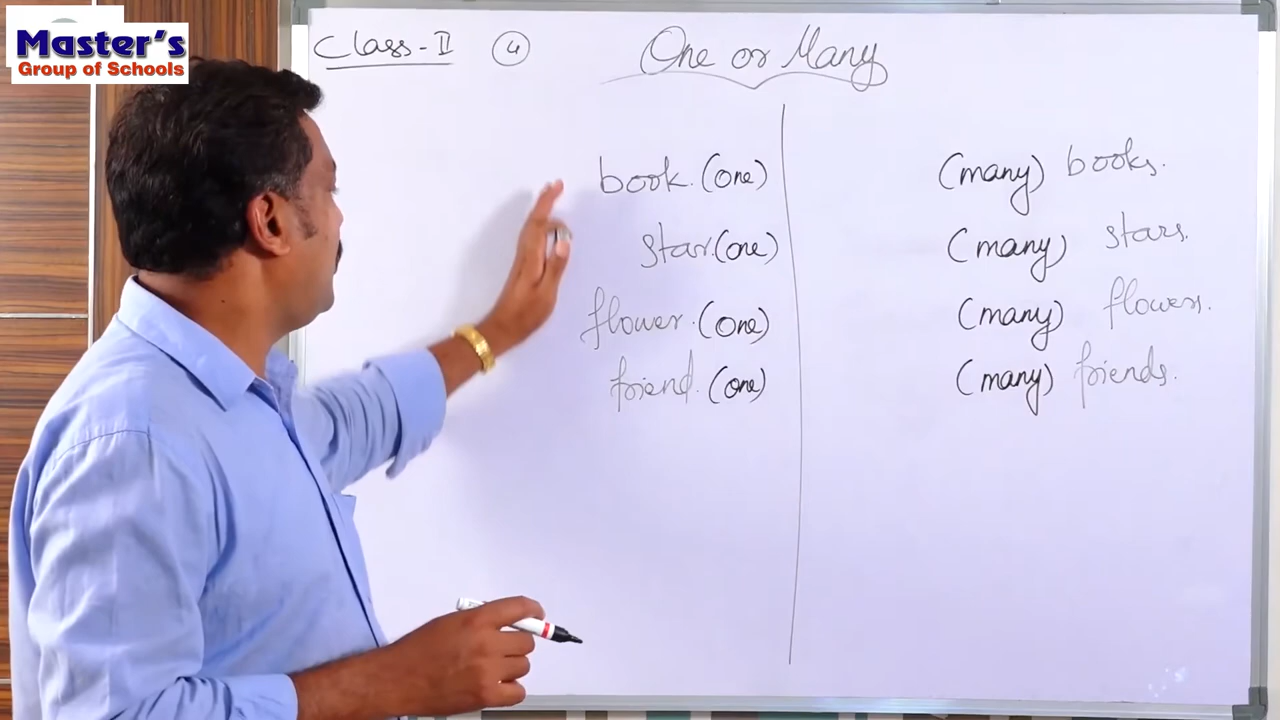 Master's
Group of Schools
Class-II 4 One or Many
book. (one) (many) books.
star. (one) (many) stars.
flower. (one) (many) flowers.
friend. (one) (many) friends.